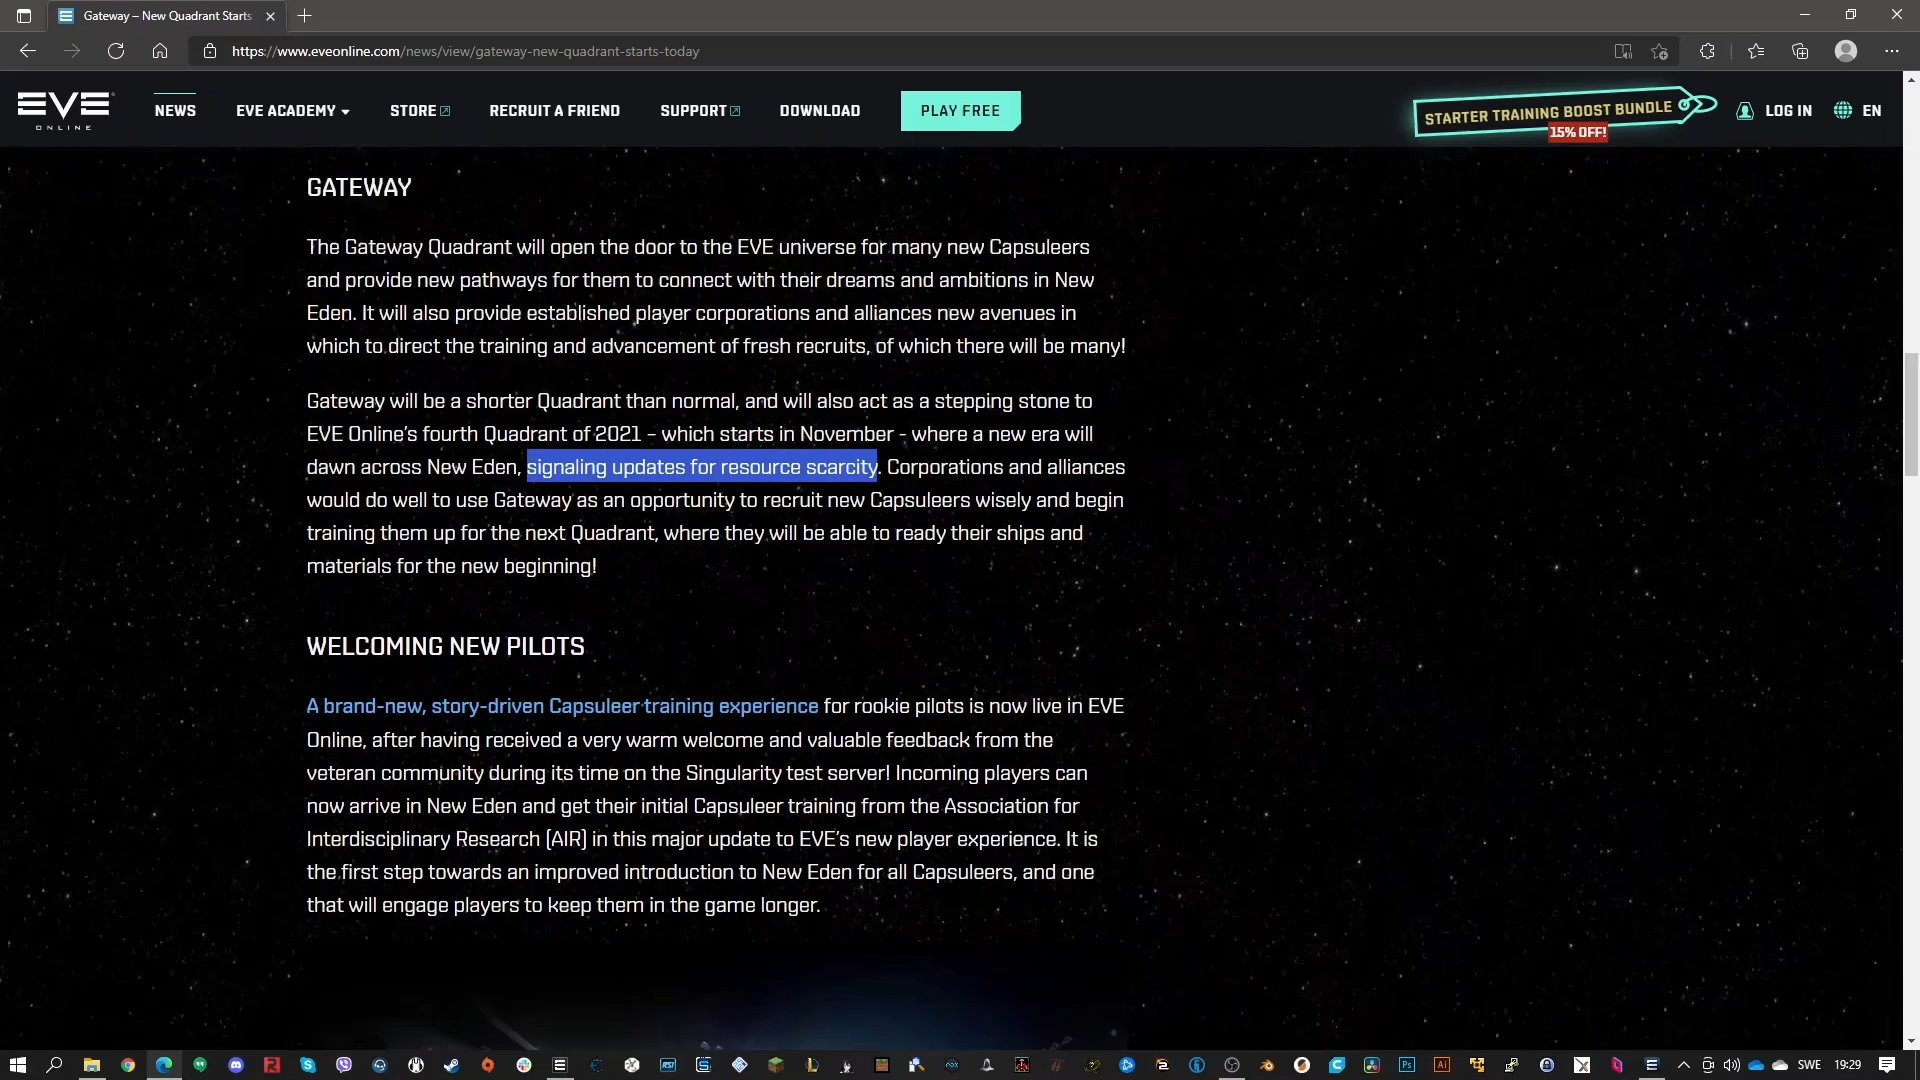 Gateway – New Quadrant Starts
https://www.eveonline.com/news/view/gateway-new-quadrant-starts-today
EVE
ONLINE
NEWS
EVE ACADEMY
STORE
RECRUIT A FRIEND
SUPPORT
DOWNLOAD
PLAY FREE
STARTER TRAINING BOOST BUNDLE
15% OFF!
LOG IN
EN
GATEWAY
The Gateway Quadrant will open the door to the EVE universe for many new Capsuleers
and provide new pathways for them to connect with their dreams and ambitions in New
Eden. It will also provide established player corporations and alliances new avenues in
which to direct the training and advancement of fresh recruits, of which there will be many!
Gateway will be a shorter Quadrant than normal, and will also act as a stepping stone to
EVE Online’s fourth Quadrant of 2021 – which starts in November - where a new era will
dawn across New Eden, signaling updates for resource scarcity. Corporations and alliances
would do well to use Gateway as an opportunity to recruit new Capsuleers wisely and begin
training them up for the next Quadrant, where they will be able to ready their ships and
materials for the new beginning!
WELCOMING NEW PILOTS
A brand-new, story-driven Capsuleer training experience for rookie pilots is now live in EVE
Online, after having received a very warm welcome and valuable feedback from the
veteran community during its time on the Singularity test server! Incoming players can
now arrive in New Eden and get their initial Capsuleer training from the Association for
Interdisciplinary Research (AIR) in this major update to EVE’s new player experience. It is
the first step towards an improved introduction to New Eden for all Capsuleers, and one
that will engage players to keep them in the game longer.
RSI
Ps
Ai
SWE
19:29